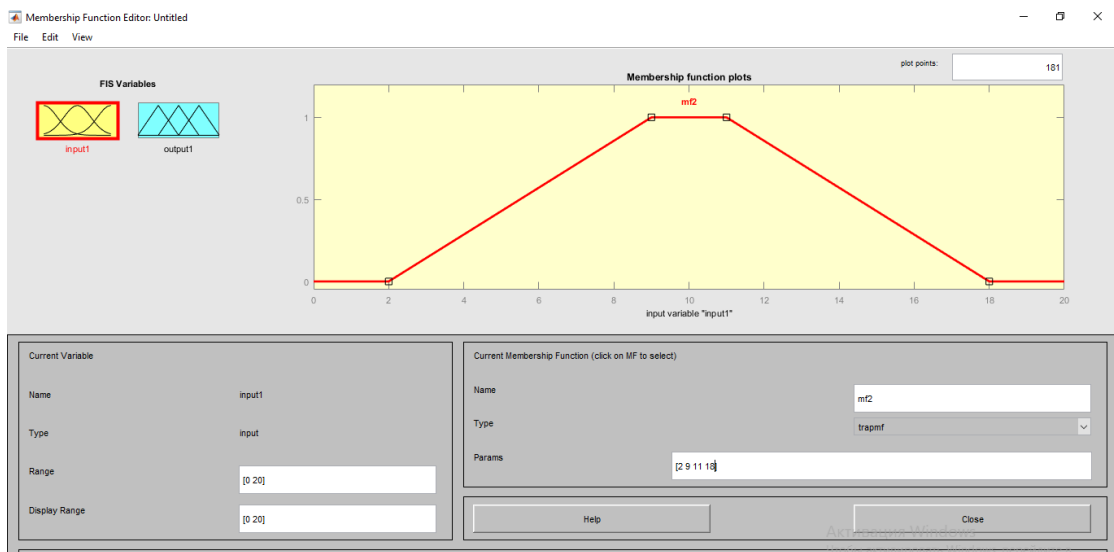 Membership Function Editor: Untitled
File Edit View
FIS Variables
input1
output1
plot points:
181
Membership function plots
mf2
1
0.5
0
0 2 4 6 8 10 12 14 16 18 20
input variable "input1"
Current Variable
Name
input1
Type
input
Range
[0 20]
Display Range
[0 20]
Current Membership Function (click on MF to select)
Name
mf2
Type
trapmf
Params
[2 9 11 18]
Help
Close
Активация Windows